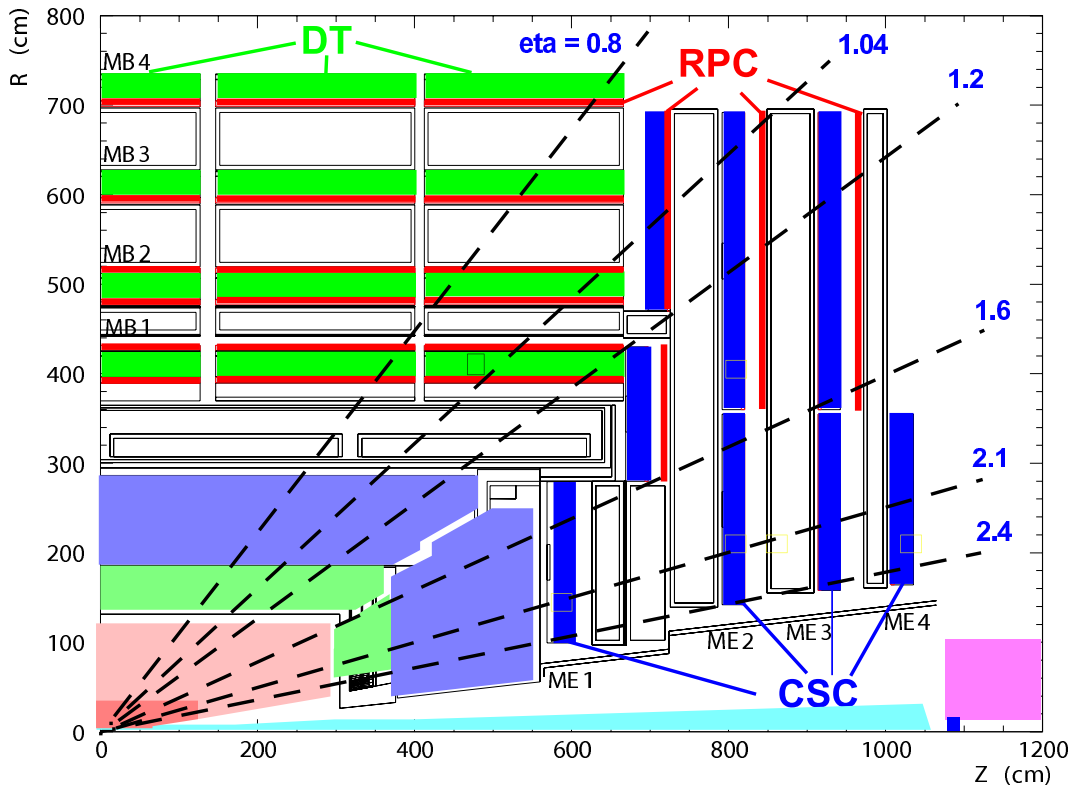 800
R (cm)
DT
eta = 0.8
1.04
RPC
1.2
MB 4
700
MB 3
600
MB 2
500
1.6
MB 1
400
300
2.1
2.4
200
100
ME 1
ME 2
ME 3
ME 4
CSC
0
0
200
400
600
800
1000
1200
Z (cm)